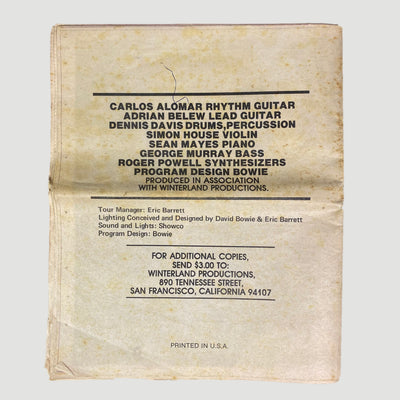 CARLOS ALOMAR RHYTHM GUITAR
ADRIAN BELEW LEAD GUITAR
DENNIS DAVIS DRUMS,PERCUSSION
SIMON HOUSE VIOLIN
SEAN MAYES PIANO
GEORGE MURRAY BASS
ROGER POWELL SYNTHESIZERS
PROGRAM DESIGN BOWIE
PRODUCED IN ASSOCIATION
WITH WINTERLAND PRODUCTIONS.
Tour Manager: Eric Barrett
Lighting Conceived and Designed by David Bowie & Eric Barrett
Sound and Lights: Showco
Program Design: Bowie
FOR ADDITIONAL COPIES,
SEND $3.00 TO:
WINTERLAND PRODUCTIONS,
890 TENNESSEE STREET,
SAN FRANCISCO, CALIFORNIA 94107
PRINTED IN U.S.A.